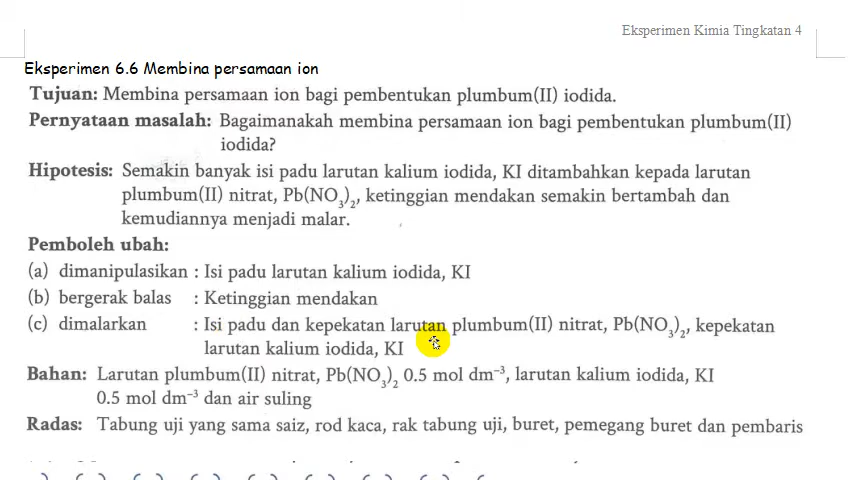 Eksperimen Kimia Tingkatan 4
Eksperimen 6.6 Membina persamaan ion
Tujuan: Membina persamaan ion bagi pembentukan plumbum(II) iodida.
Pernyataan masalah: Bagaimanakah membina persamaan ion bagi pembentukan plumbum(II)
iodida?
Hipotesis: Semakin banyak isi padu larutan kalium iodida, KI ditambahkan kepada larutan
plumbum(II) nitrat, Pb(NO₃)₂, ketinggian mendakan semakin bertambah dan
kemudiannya menjadi malar.
Pemboleh ubah:
(a) dimanipulasikan : Isi padu larutan kalium iodida, KI
(b) bergerak balas : Ketinggian mendakan
(c) dimalarkan : Isi padu dan kepekatan larutan plumbum(II) nitrat, Pb(NO₃)₂, kepekatan
larutan kalium iodida, KI
Bahan: Larutan plumbum(II) nitrat, Pb(NO₃)₂ 0.5 mol dm⁻³, larutan kalium iodida, KI
0.5 mol dm⁻³ dan air suling
Radas: Tabung uji yang sama saiz, rod kaca, rak tabung uji, buret, pemegang buret dan pembaris